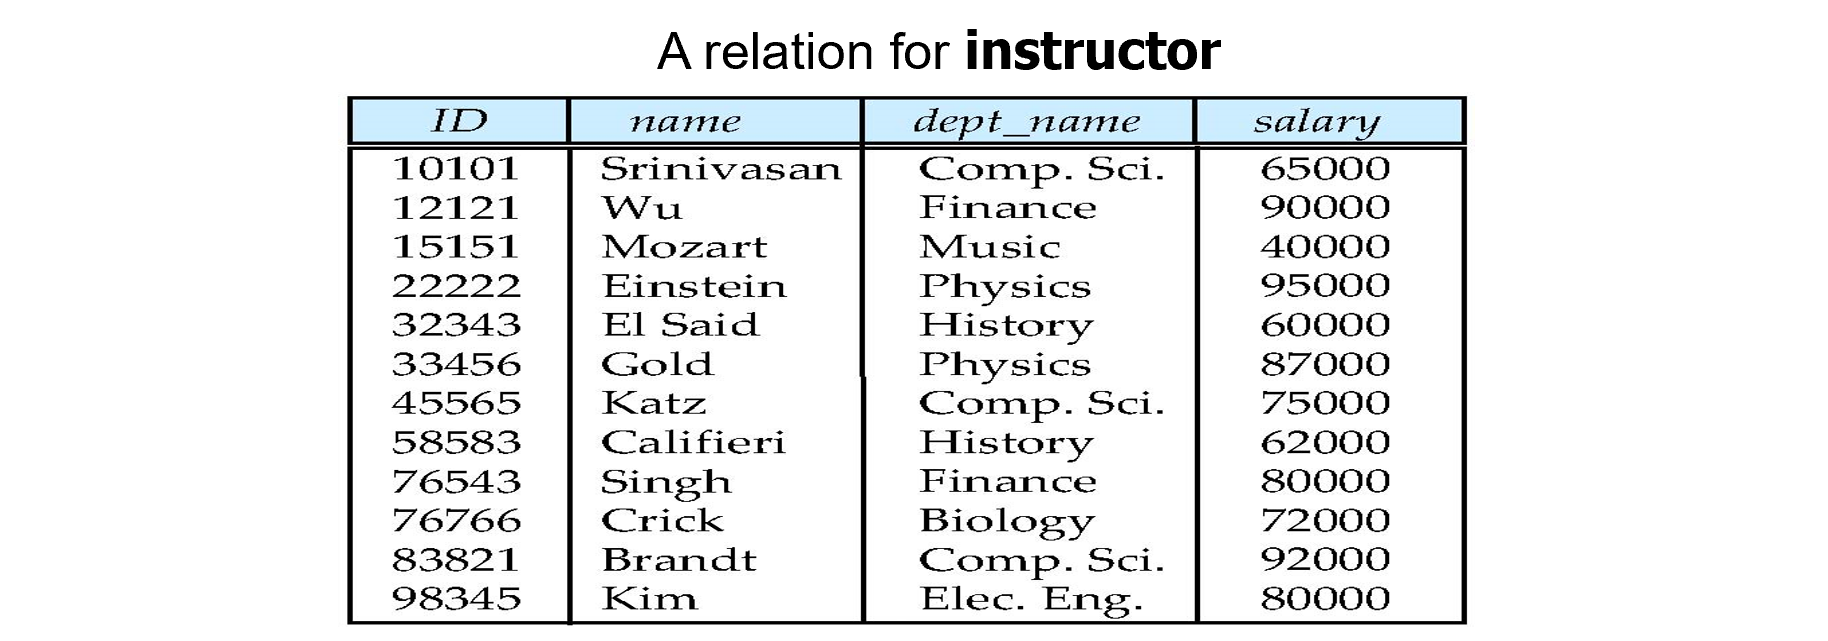 A relation for instructor
ID name dept_name salary
10101 Srinivasan Comp. Sci. 65000
12121 Wu Finance 90000
15151 Mozart Music 40000
22222 Einstein Physics 95000
32343 El Said History 60000
33456 Gold Physics 87000
45565 Katz Comp. Sci. 75000
58583 Califieri History 62000
76543 Singh Finance 80000
76766 Crick Biology 72000
83821 Brandt Comp. Sci. 92000
98345 Kim Elec. Eng. 80000